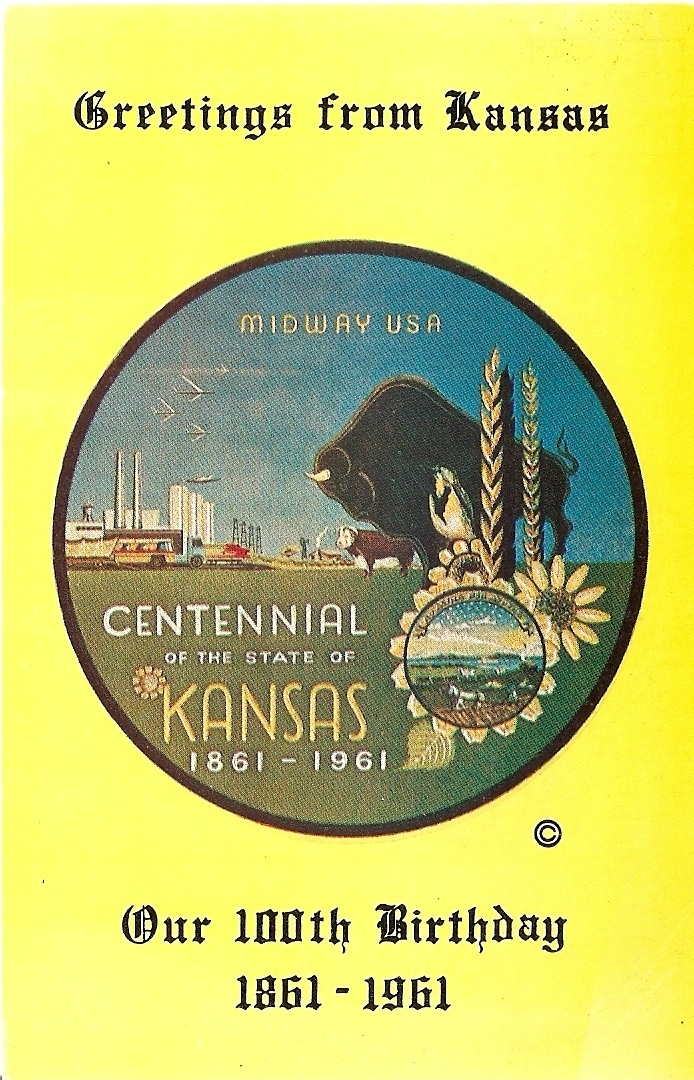 Greetings from Kansas
MIDWAY USA
CENTENNIAL
OF THE STATE OF
KANSAS
1861 - 1961
©
Our 100th Birthday
1861 - 1961